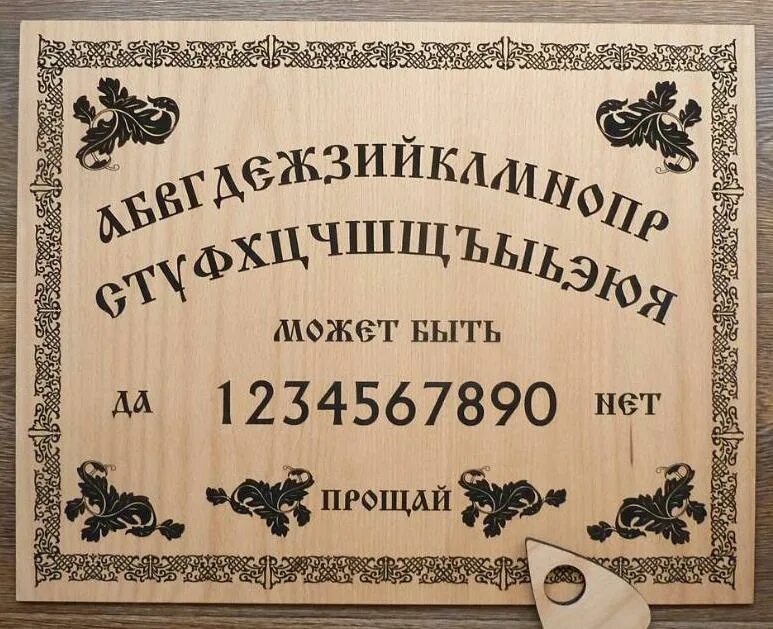 АБВГДЕЖЗИЙКЛМНОПР
СТУФХЦЧШЩЪЫЬЭЮЯ
МОЖЕТ БЫТЬ
ДА 1234567890 НЕТ
ПРОЩАЙ